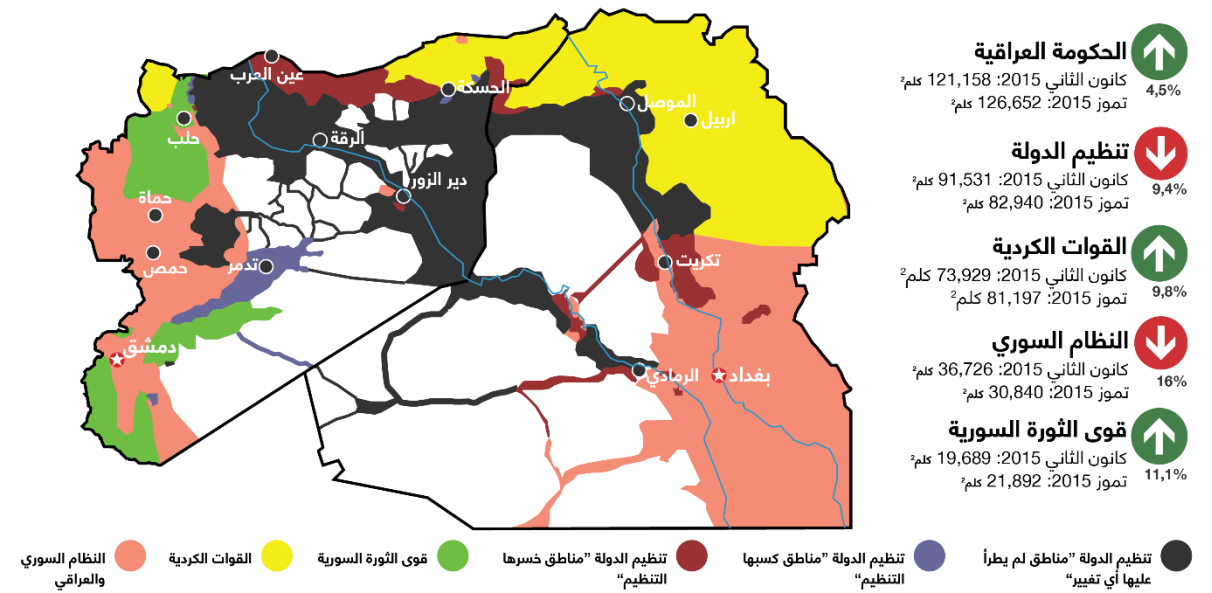 الحكومة العراقية
كانون الثاني 2015: 121,158 كلم²
4,5%
تموز 2015: 126,652 كلم²
تنظيم الدولة
كانون الثاني 2015: 91,531 كلم²
9,4%
تموز 2015: 82,940 كلم²
القوات الكردية
كانون الثاني 2015: 73,929 كلم²
9,8%
تموز 2015: 81,197 كلم²
النظام السوري
كانون الثاني 2015: 36,726 كلم²
16%
تموز 2015: 30,840 كلم²
قوى الثورة السورية
كانون الثاني 2015: 19,689 كلم²
11,1%
تموز 2015: 21,892 كلم²
عين العرب
الحسكة
الموصل
اربيل
حلب
الرقة
دير الزور
حماة
حمص
تدمر
تكريت
دمشق
الرمادي
بغداد
تنظيم الدولة ”مناطق لم يطرأ
عليها أي تغيير“
تنظيم الدولة ”مناطق كسبها
التنظيم“
تنظيم الدولة ”مناطق خسرها
التنظيم“
قوى الثورة السورية
القوات الكردية
النظام السوري
والعراقي